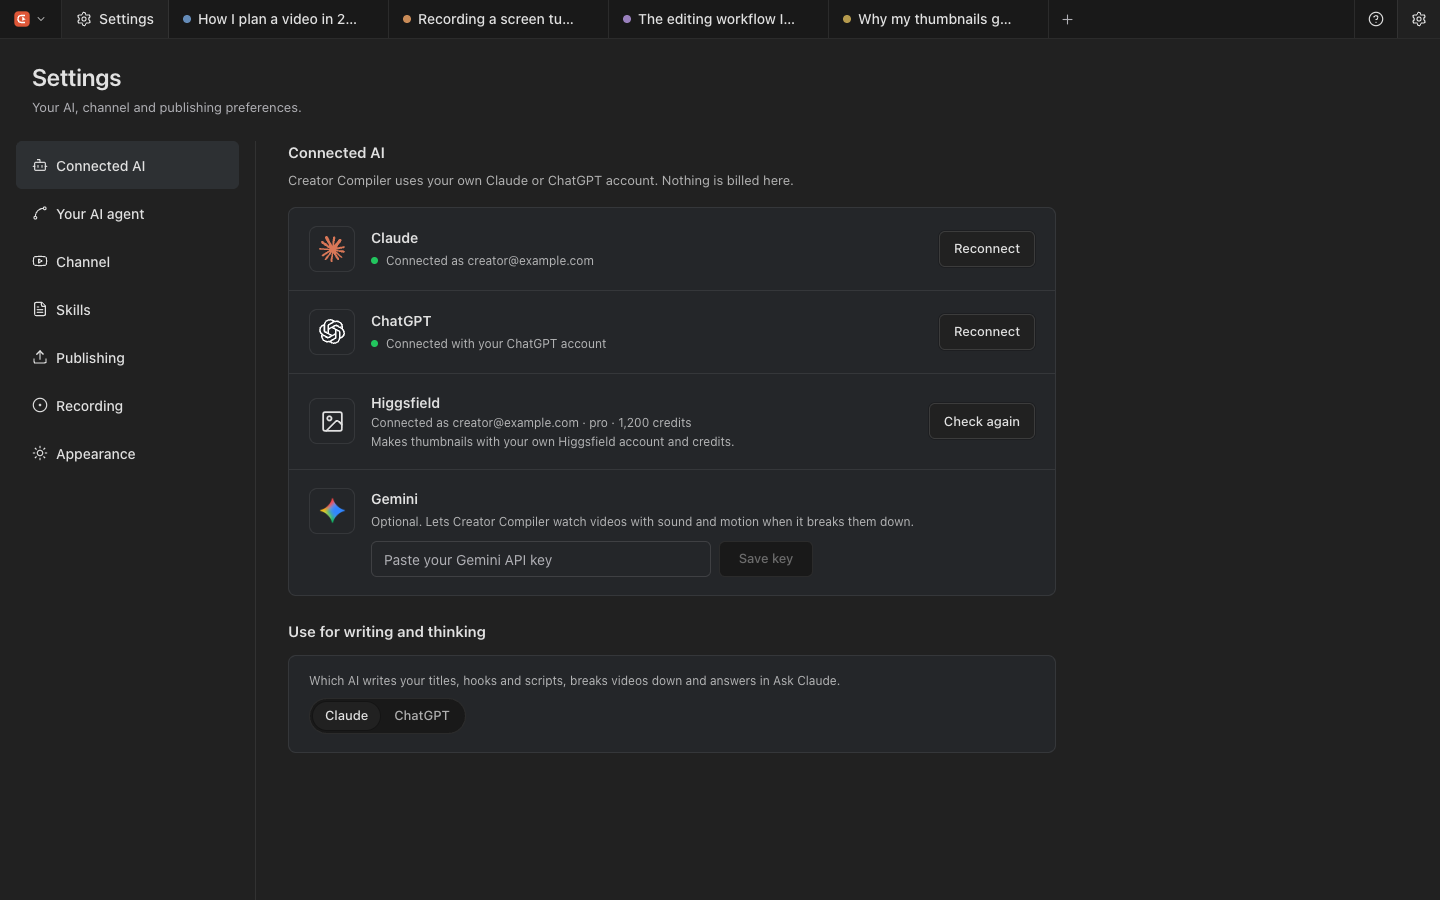 Settings
How I plan a video in 2...
Recording a screen tu...
The editing workflow I...
Why my thumbnails g...
Settings
Your AI, channel and publishing preferences.
Connected AI
Your AI agent
Channel
Skills
Publishing
Recording
Appearance
Connected AI
Creator Compiler uses your own Claude or ChatGPT account. Nothing is billed here.
Claude
Connected as creator@example.com
Reconnect
ChatGPT
Connected with your ChatGPT account
Reconnect
Higgsfield
Connected as creator@example.com · pro · 1,200 credits
Makes thumbnails with your own Higgsfield account and credits.
Check again
Gemini
Optional. Lets Creator Compiler watch videos with sound and motion when it breaks them down.
Paste your Gemini API key
Save key
Use for writing and thinking
Which AI writes your titles, hooks and scripts, breaks videos down and answers in Ask Claude.
Claude
ChatGPT